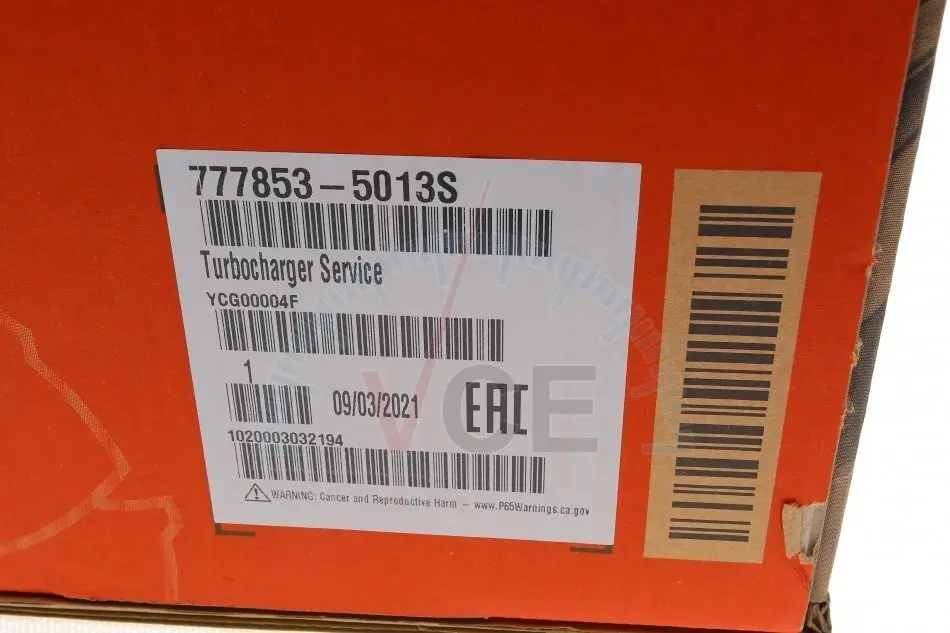 777853-5013S
Turbocharger Service
YCG00004F
1
09/03/2021
EAC
1020003032194
WARNING: Cancer and Reproductive Harm - www.P65Warnings.ca.gov